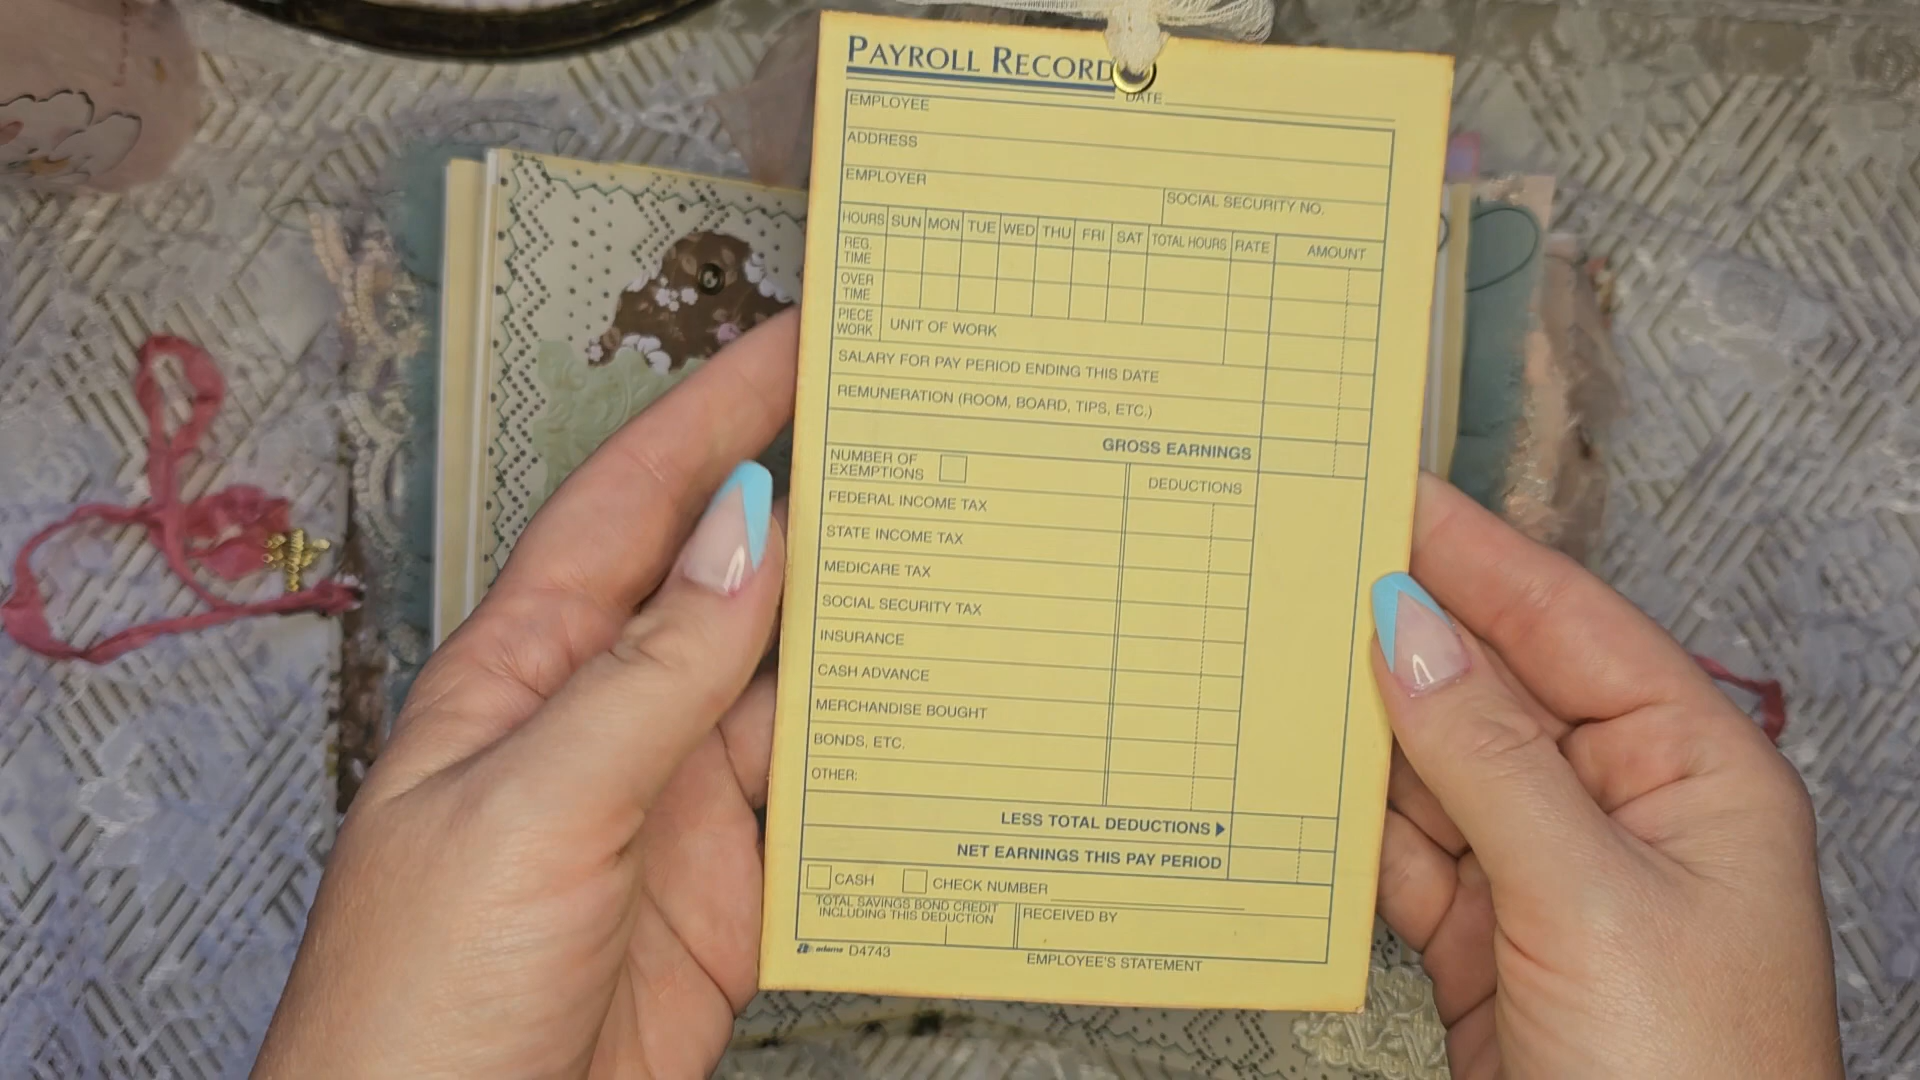 PAYROLL RECORD
DATE
EMPLOYEE
ADDRESS
EMPLOYER
SOCIAL SECURITY NO.
HOURS SUN MON TUE WED THU FRI SAT TOTAL HOURS RATE AMOUNT
REG. TIME
OVER TIME
PIECE WORK UNIT OF WORK
SALARY FOR PAY PERIOD ENDING THIS DATE
REMUNERATION (ROOM, BOARD, TIPS, ETC.)
GROSS EARNINGS
NUMBER OF EXEMPTIONS
DEDUCTIONS
FEDERAL INCOME TAX
STATE INCOME TAX
MEDICARE TAX
SOCIAL SECURITY TAX
INSURANCE
CASH ADVANCE
MERCHANDISE BOUGHT
BONDS, ETC.
OTHER:
LESS TOTAL DEDUCTIONS
NET EARNINGS THIS PAY PERIOD
CASH CHECK NUMBER
TOTAL SAVINGS BOND CREDIT
INCLUDING THIS DEDUCTION
RECEIVED BY
adams D4743
EMPLOYEE'S STATEMENT